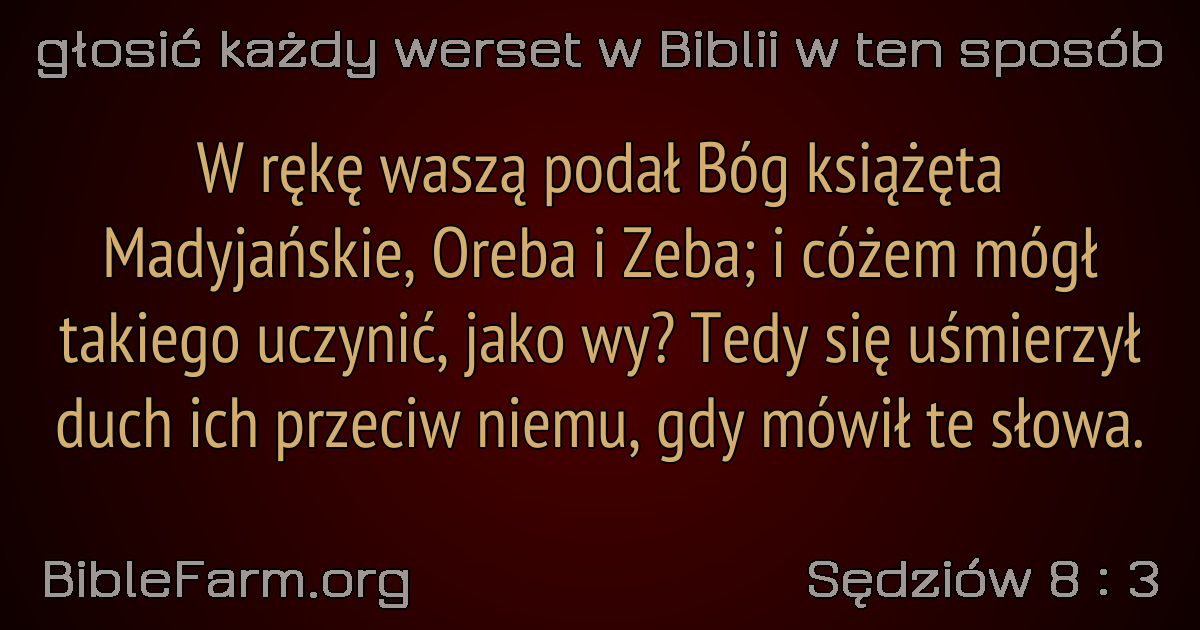 głosić każdy werset w Biblii w ten sposób
W rękę waszą podał Bóg książęta
Madyjańskie, Oreba i Zeba; i cóżem mógł
takiego uczynić, jako wy? Tedy się uśmierzył
duch ich przeciw niemu, gdy mówił te słowa.
BibleFarm.org
Sędziów 8 : 3